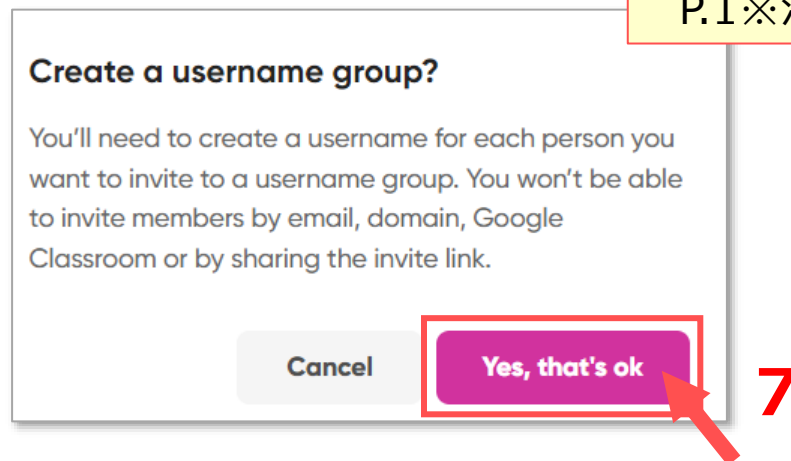 P.1※
Create a username group?
You'll need to create a username for each person you
want to invite to a username group. You won't be able
to invite members by email, domain, Google
Classroom or by sharing the invite link.
Cancel
Yes, that's ok
7